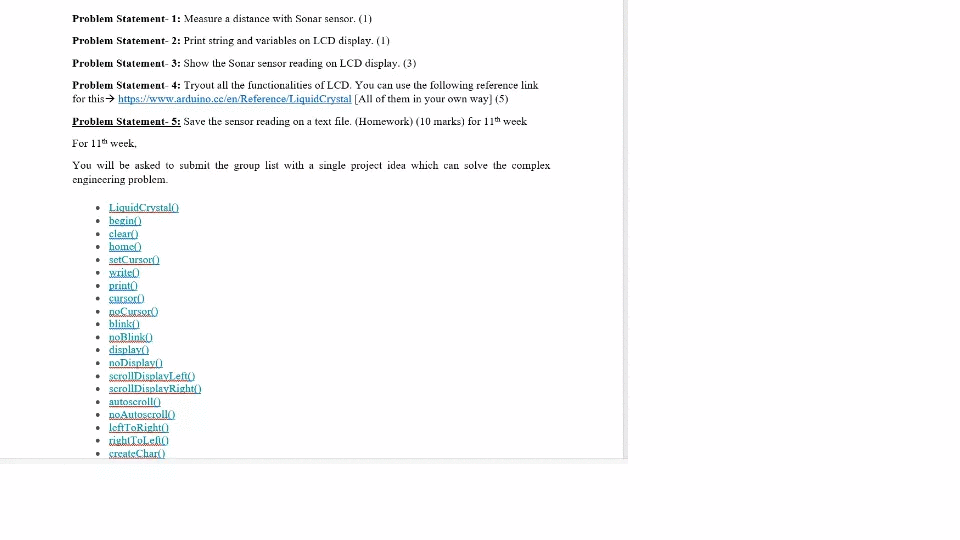 Problem Statement- 1: Measure a distance with Sonar sensor. (1)
Problem Statement- 2: Print string and variables on LCD display. (1)
Problem Statement- 3: Show the Sonar sensor reading on LCD display. (3)
Problem Statement- 4: Tryout all the functionalities of LCD. You can use the following reference link
for this→ https://www.arduino.cc/en/Reference/LiquidCrystal [All of them in your own way] (5)
Problem Statement- 5: Save the sensor reading on a text file. (Homework) (10 marks) for 11th week
For 11th week,
You will be asked to submit the group list with a single project idea which can solve the complex
engineering problem.
• LiquidCrystal()
• begin()
• clear()
• home()
• setCursor()
• write()
• print()
• cursor()
• noCursor()
• blink()
• noBlink()
• display()
• noDisplay()
• scrollDisplayLeft()
• scrollDisplayRight()
• autoscroll()
• noAutoscroll()
• leftToRight()
• rightToLeft()
• createChar()